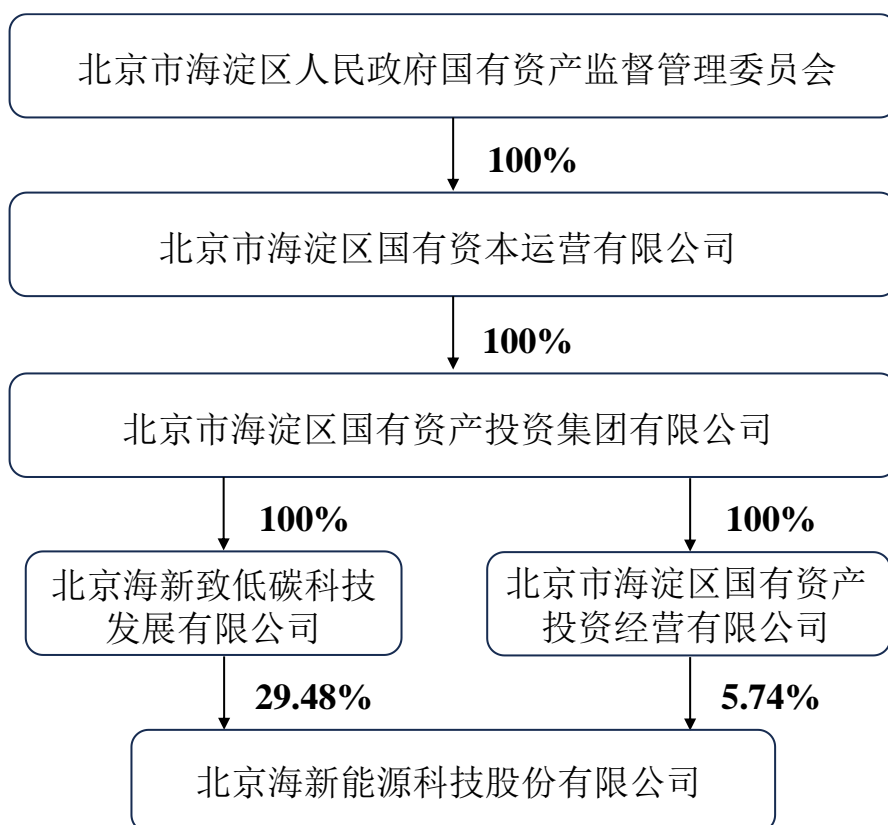 北京市海淀区人民政府国有资产监督管理委员会
100%
北京市海淀区国有资本运营有限公司
100%
北京市海淀区国有资产投资集团有限公司
100%
100%
北京海新致低碳科技
发展有限公司
北京市海淀区国有资产
投资经营有限公司
29.48%
5.74%
北京海新能源科技股份有限公司